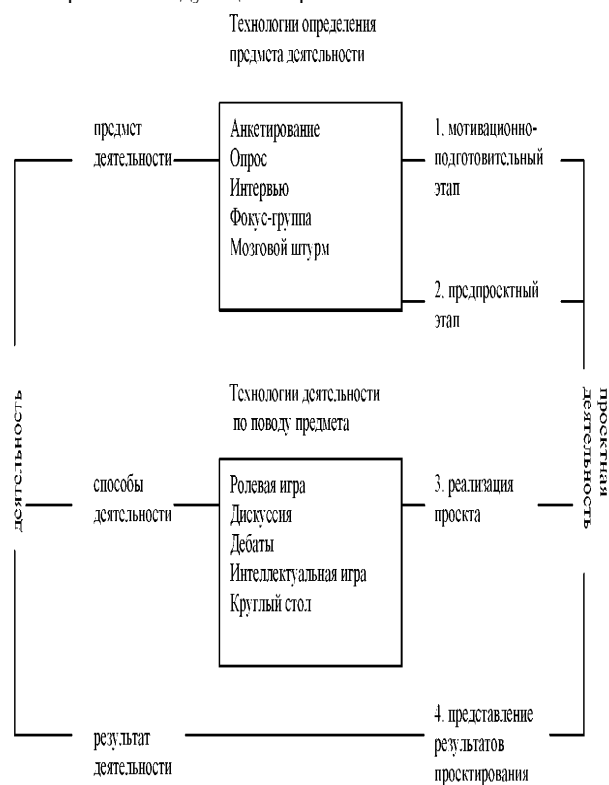 Технологии определения
предмета деятельности
предмет
деятельности
Анкетирование
Опрос
Интервью
Фокус-группа
Мозговой штурм
1. мотивационно-
подготовительный
этап
2. предпроектный
этап
деятельность
Технологии деятельности
по поводу предмета
способы
деятельности
Ролевая игра
Дискуссия
Дебаты
Интеллектуальная игра
Круглый стол
3. реализация
проекта
проектная
деятельность
результат
деятельности
4. представление
результатов
проектирования